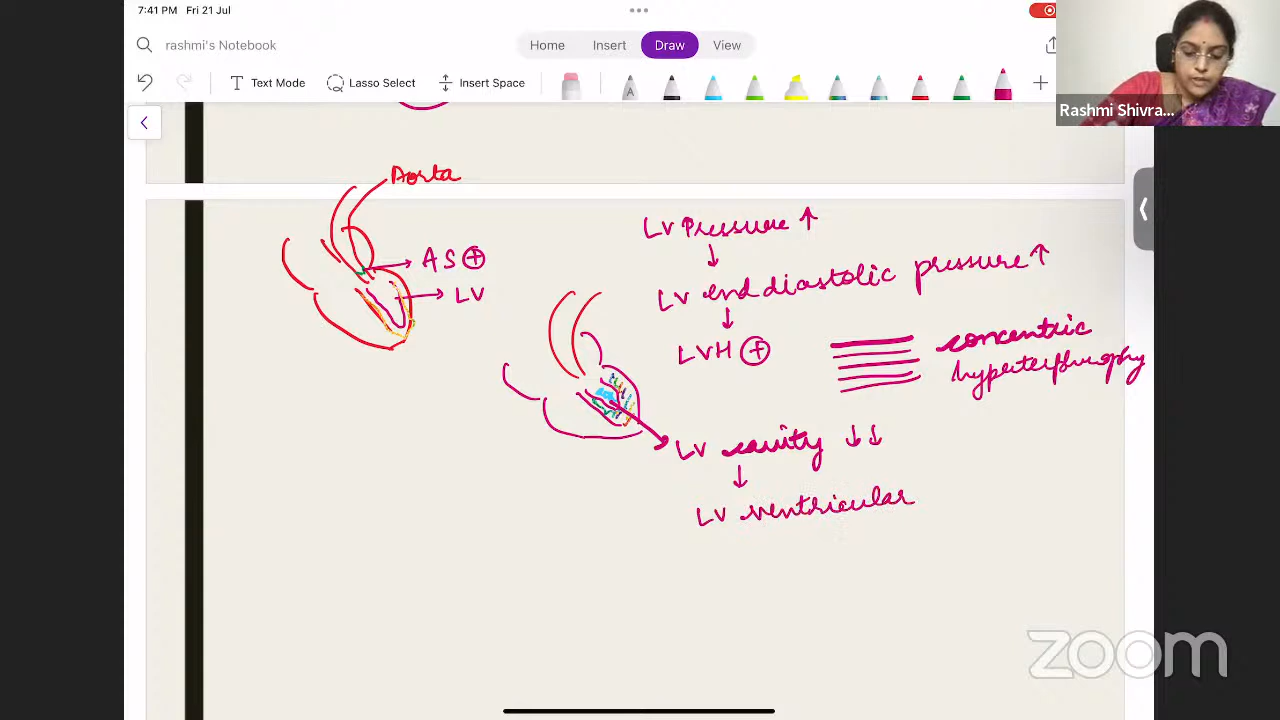 7:41 PM Fri 21 Jul
rashmi's Notebook
Home Insert Draw View
Text Mode Lasso Select Insert Space
A
Rashmi Shivra...
Aorta
AS +
LV
LV Pressure ↑
↓
LV end diastolic pressure ↑
↓
LVH +
concentric
hyperterphrophy
LV cavity ↓↓
↓
LV ventricular
zoom